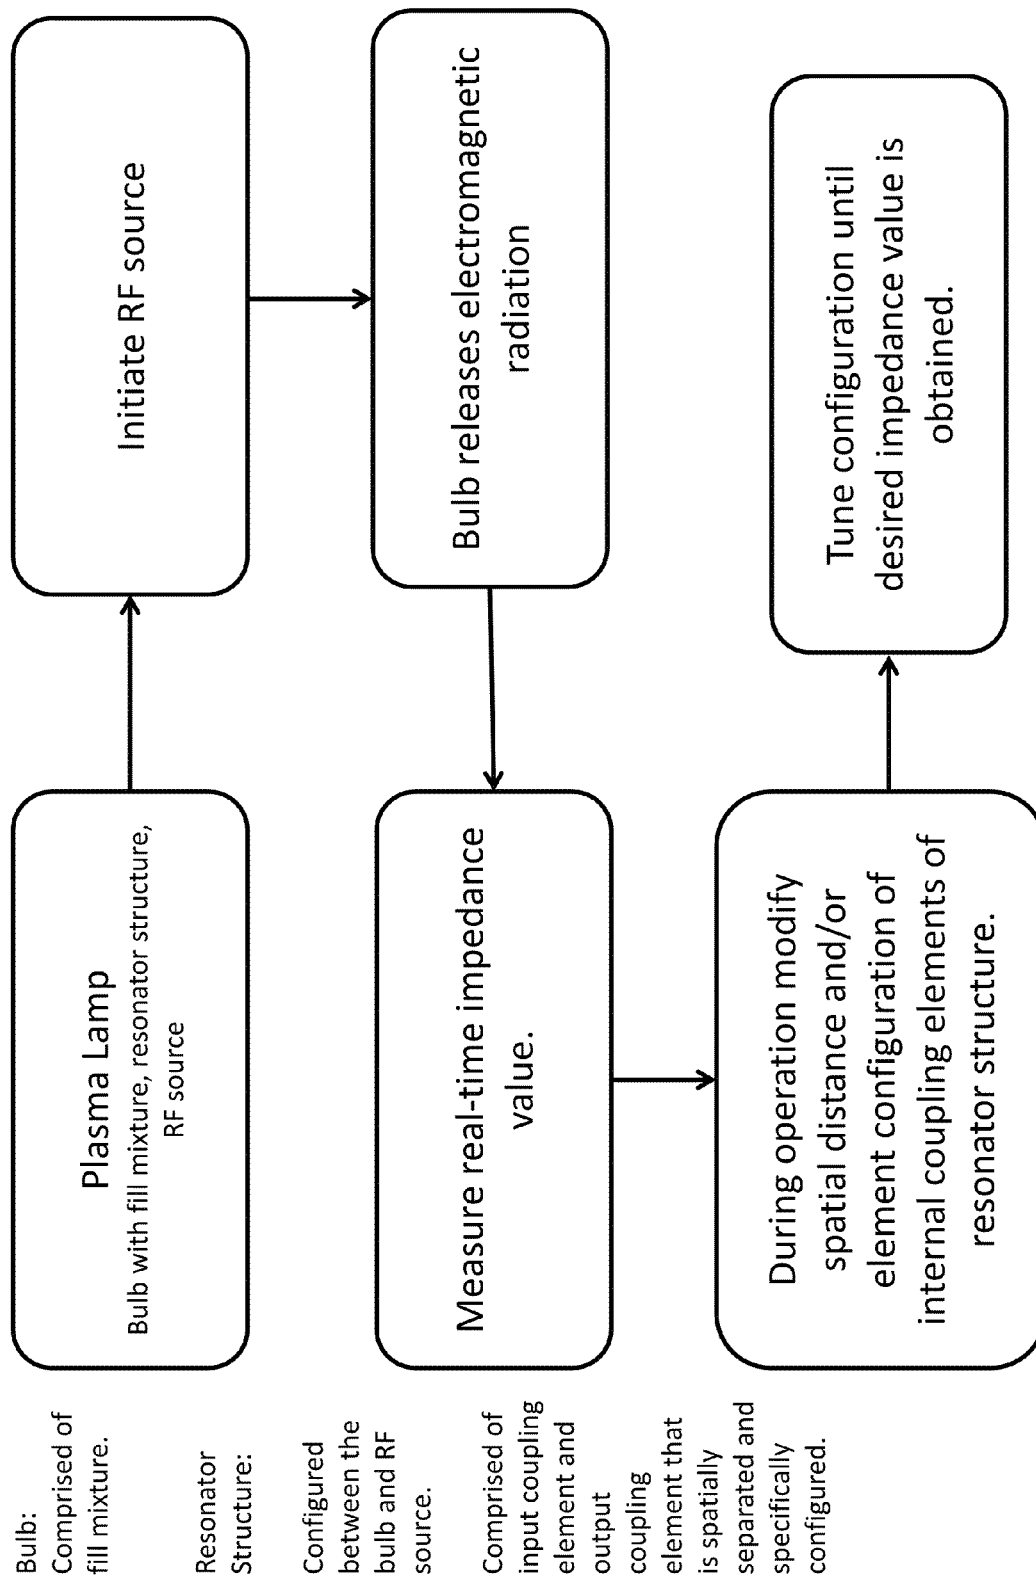 Bulb:
Comprised of
fill mixture.
Resonator
Structure:
Configured
between the
bulb and RF
source.
Comprised of
input coupling
element and
output
coupling
element that
is spatially
separated and
specifically
configured.
Plasma Lamp
Bulb with fill mixture, resonator structure,
RF source
Initiate RF source
Bulb releases electromagnetic
radiation
Measure real-time impedance
value.
During operation modify
spatial distance and/or
element configuration of
internal coupling elements of
resonator structure.
Tune configuration until
desired impedance value is
obtained.